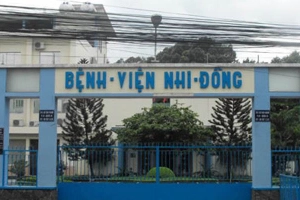 BỆNH · VIỆN NHI · ĐỒNG